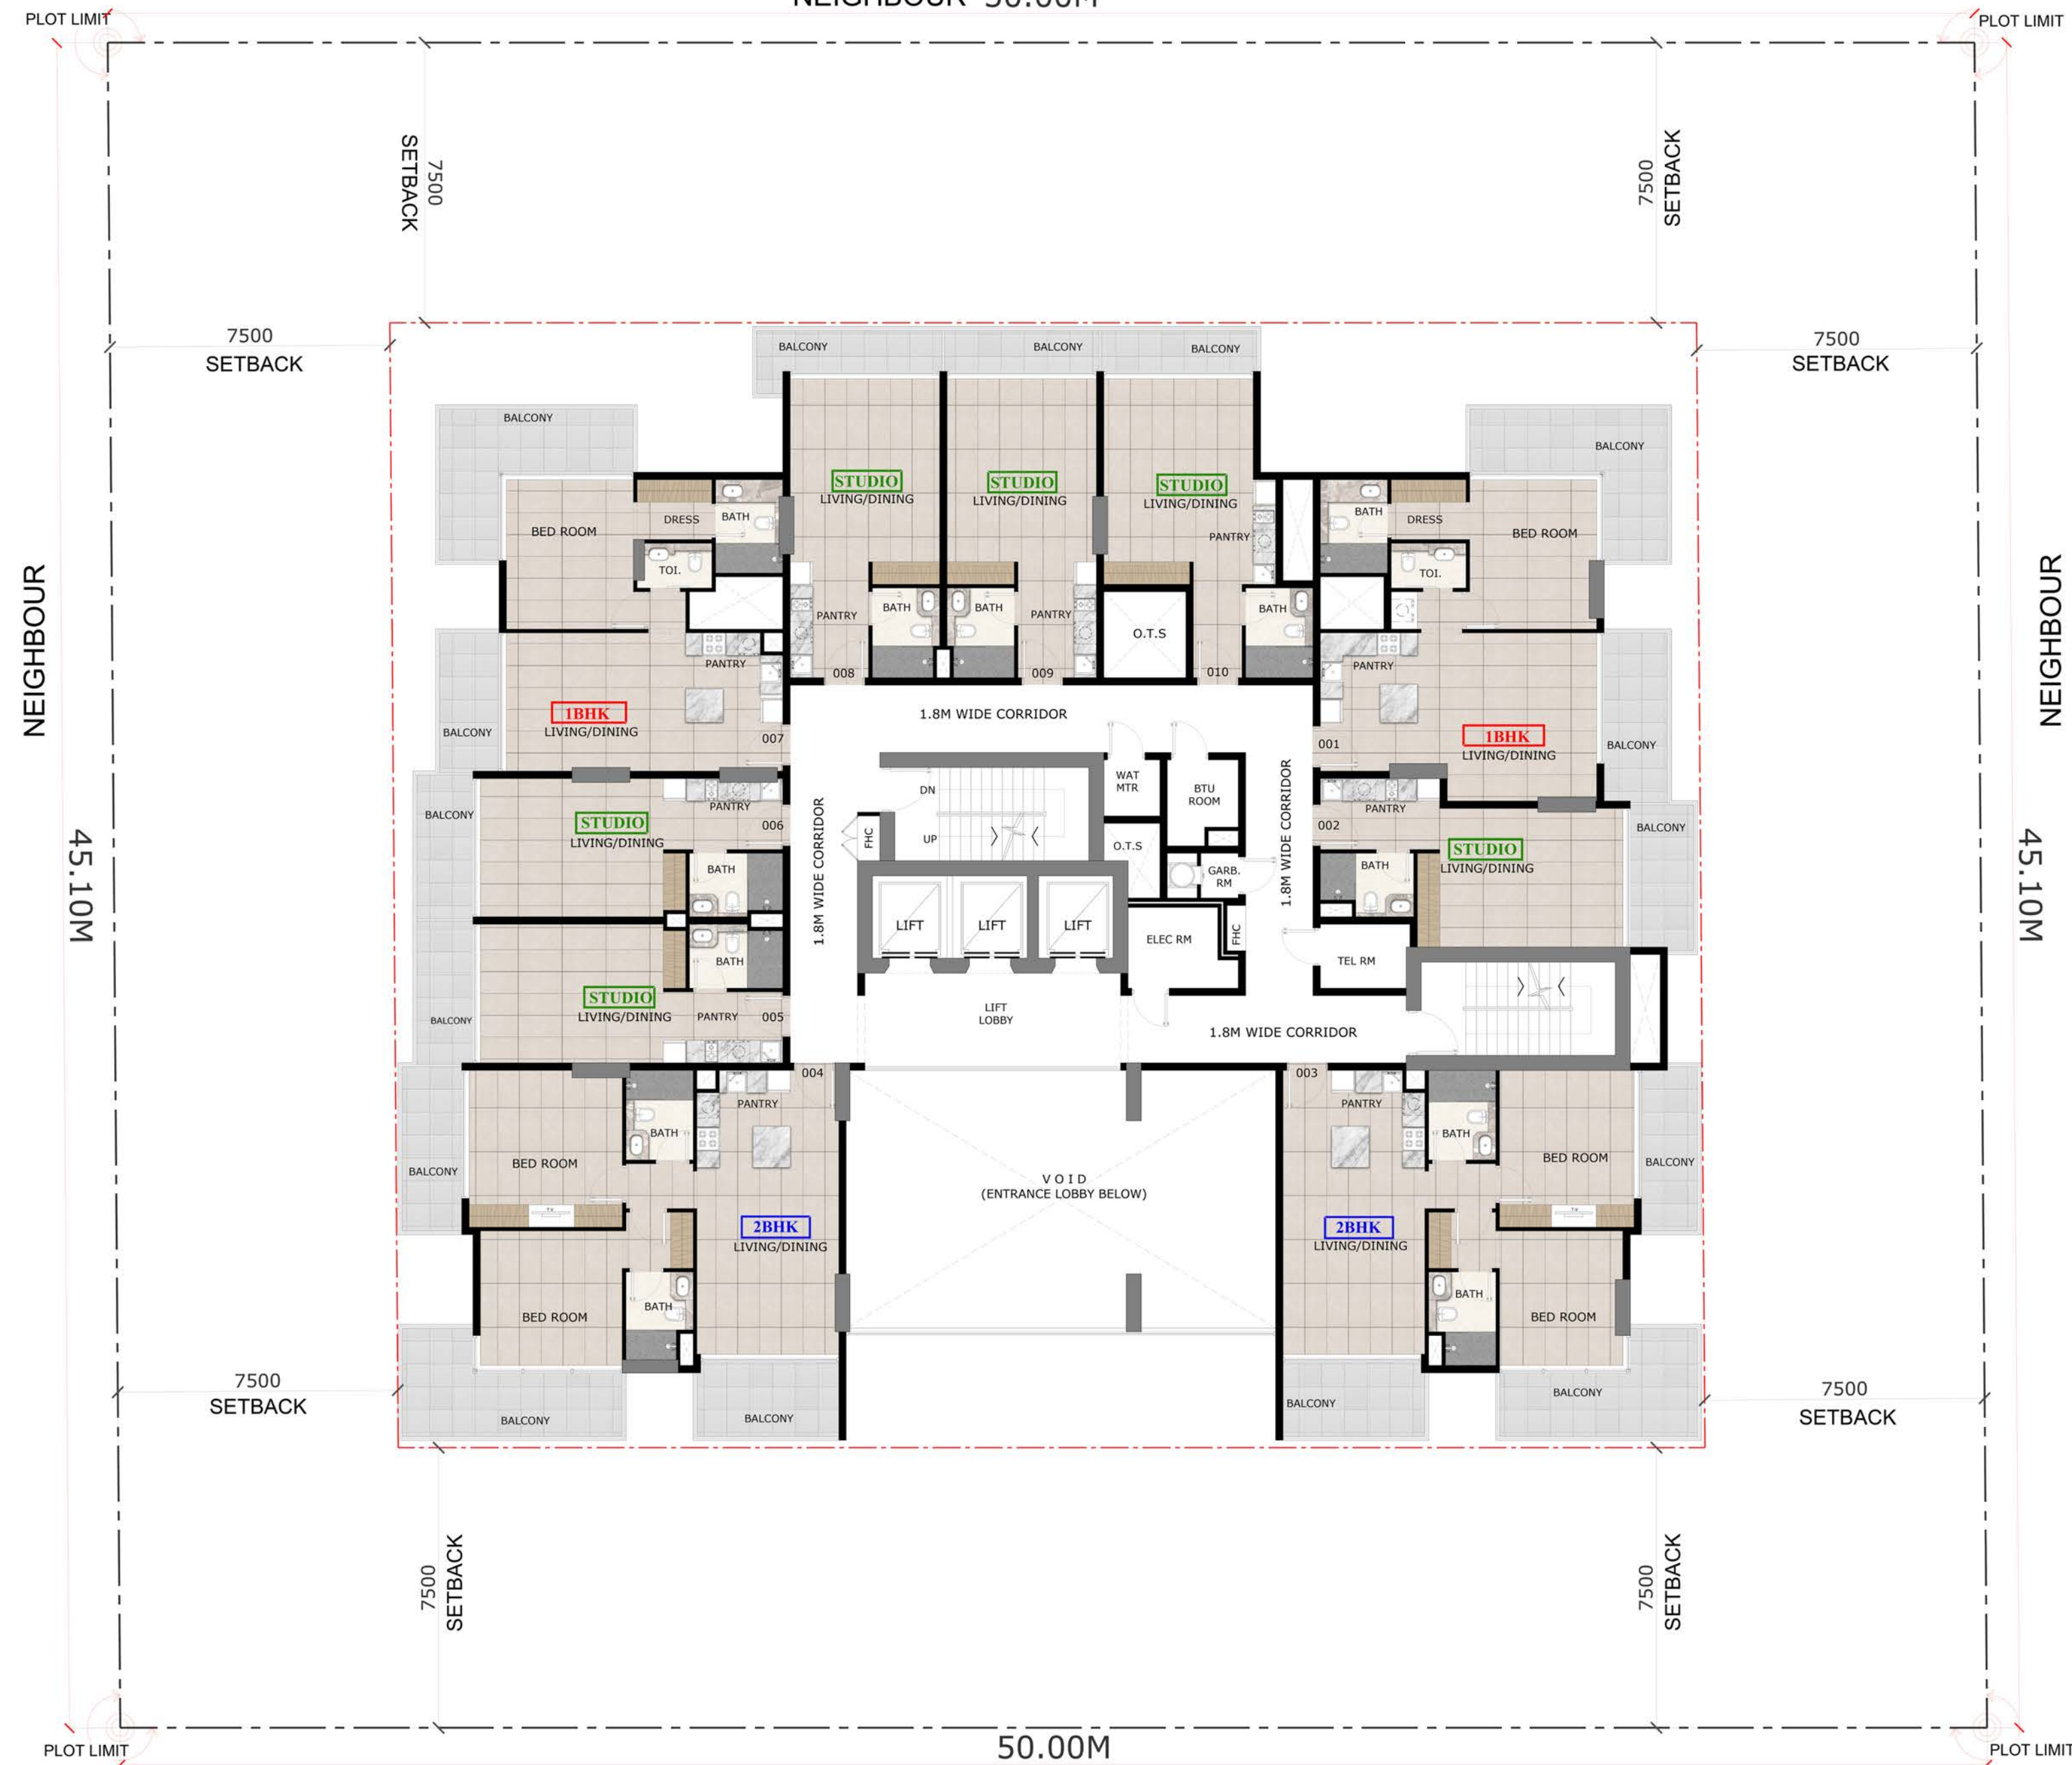 NEIGHBOUR 50.00M
PLOT LIMIT
PLOT LIMIT
SETBACK
7500
7500
SETBACK
7500
SETBACK
7500
SETBACK
BALCONY
BALCONY
BALCONY
BALCONY
BALCONY
STUDIO
LIVING/DINING
STUDIO
LIVING/DINING
STUDIO
LIVING/DINING
BED ROOM
DRESS
BATH
TOI.
PANTRY
BATH
BATH
PANTRY
O.T.S
PANTRY
BATH
BATH
DRESS
TOI.
BED ROOM
NEIGHBOUR
NEIGHBOUR
008
009
010
PANTRY
1BHK
LIVING/DINING
BALCONY
007
1.8M WIDE CORRIDOR
001
PANTRY
1BHK
LIVING/DINING
BALCONY
45.10M
45.10M
BALCONY
STUDIO
LIVING/DINING
PANTRY
006
BATH
1.8M WIDE CORRIDOR
FHC
DN
UP
WAT
MTR
BTU
ROOM
O.T.S
GARB.
RM
1.8M WIDE CORRIDOR
002
PANTRY
BATH
STUDIO
LIVING/DINING
BALCONY
LIFT
LIFT
LIFT
ELEC RM
FHC
TEL RM
BATH
STUDIO
LIVING/DINING
PANTRY
005
BALCONY
LIFT
LOBBY
1.8M WIDE CORRIDOR
004
003
PANTRY
BATH
BED ROOM
BALCONY
T.V
2BHK
LIVING/DINING
BED ROOM
BATH
BALCONY
BALCONY
VOID
(ENTRANCE LOBBY BELOW)
PANTRY
BATH
BED ROOM
BALCONY
T.V
2BHK
LIVING/DINING
BATH
BED ROOM
BALCONY
BALCONY
7500
SETBACK
7500
SETBACK
7500
SETBACK
7500
SETBACK
PLOT LIMIT
50.00M
PLOT LIMIT